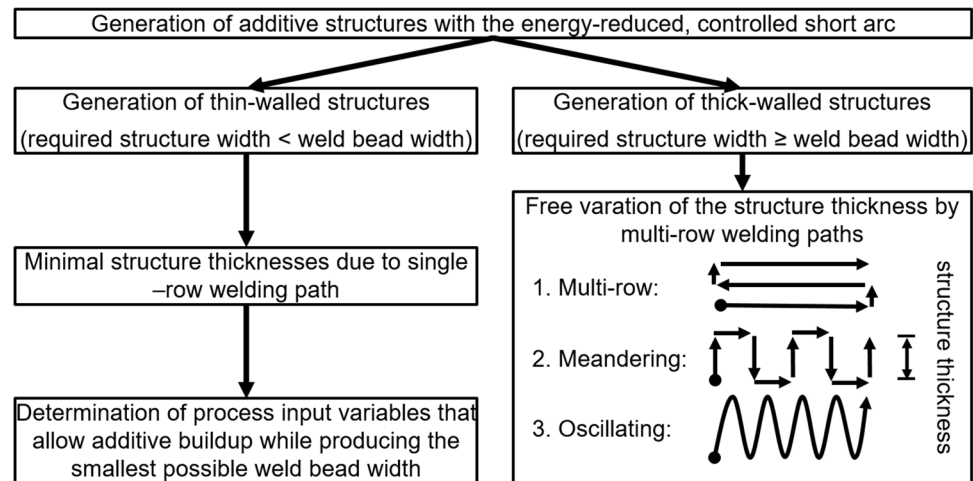 Generation of additive structures with the energy-reduced, controlled short arc
Generation of thin-walled structures
(required structure width < weld bead width)
Generation of thick-walled structures
(required structure width ≥ weld bead width)
Minimal structure thicknesses due to single
–row welding path
Determination of process input variables that
allow additive buildup while producing the
smallest possible weld bead width
Free varation of the structure thickness by
multi-row welding paths
1. Multi-row:
2. Meandering:
3. Oscillating:
structure thickness